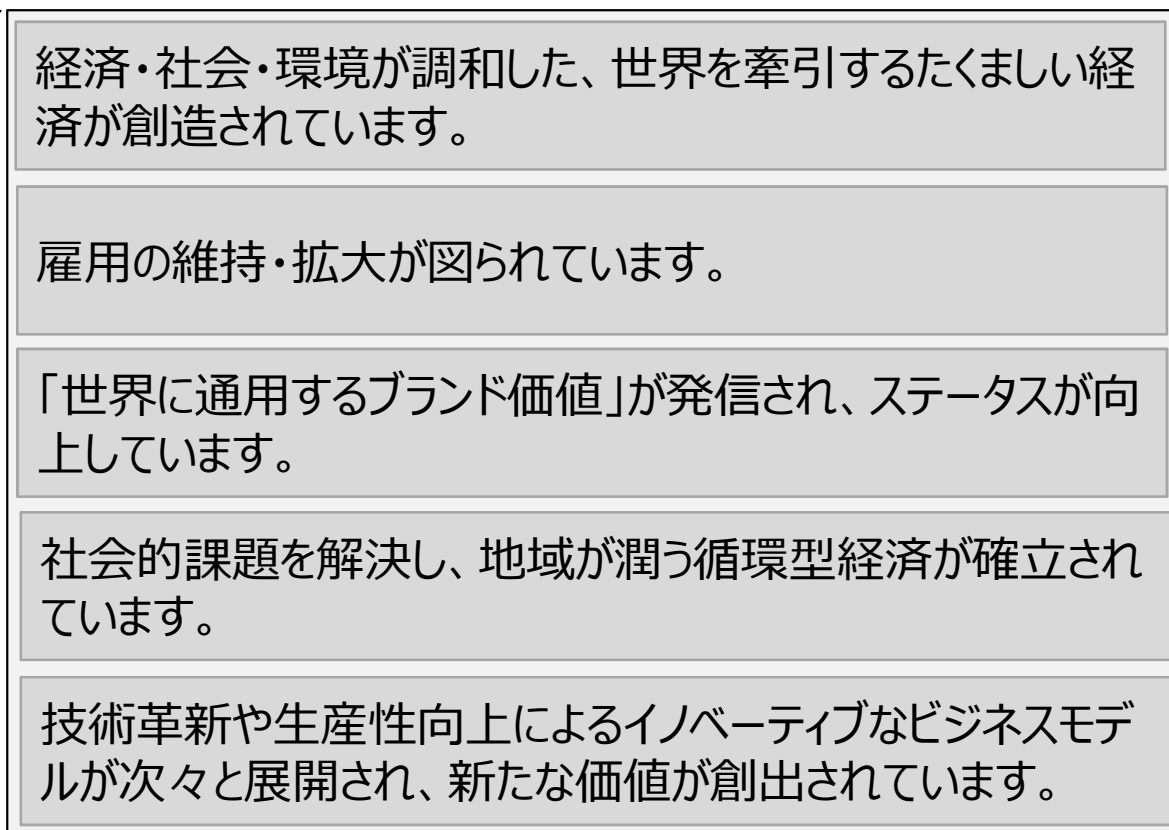 経済・社会・環境が調和した、世界を牽引するたくましい経
済が創造されています。
雇用の維持・拡大が図られています。
「世界に通用するブランド価値」が発信され、ステータスが向
上しています。
社会的課題を解決し、地域が潤う循環型経済が確立され
ています。
技術革新や生産性向上によるイノベーティブなビジネスモデ
ルが次々と展開され、新たな価値が創出されています。